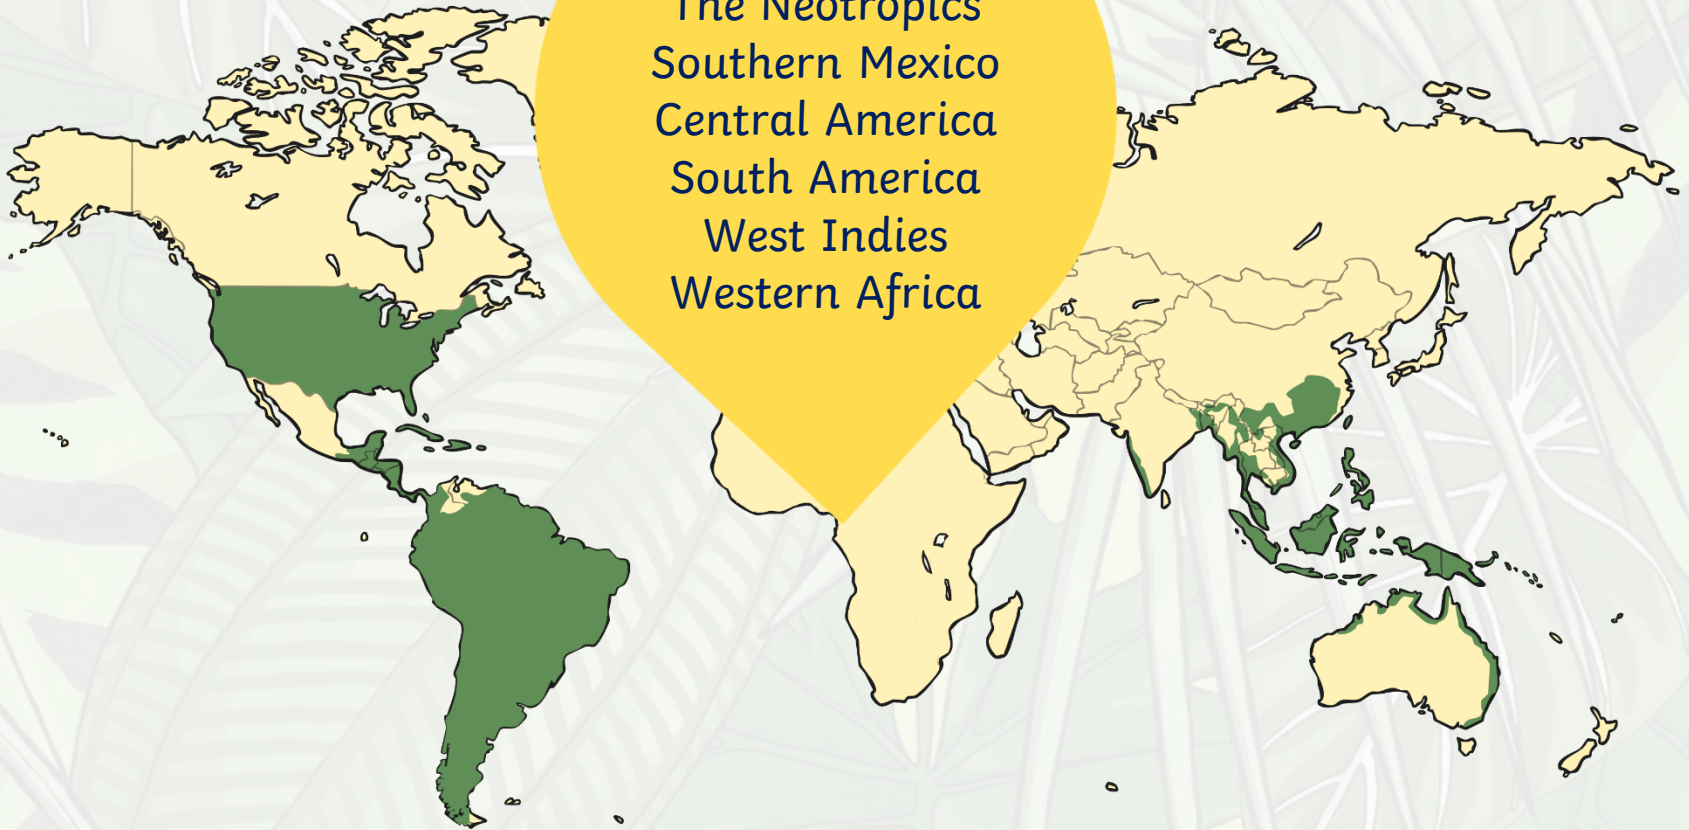 The Neotropics
Southern Mexico
Central America
South America
West Indies
Western Africa